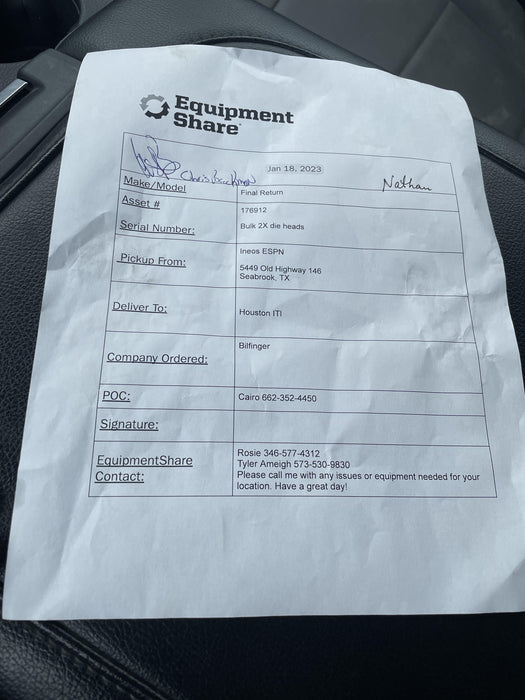 Equipment
Share
Jan 18, 2023
Chris
Nathan
Make/Model
Final Return
Asset #
176912
Serial Number:
Bulk 2X die heads
Pickup From:
Ineos ESPN
5449 Old Highway 146
Seabrook, TX
Deliver To:
Houston ITI
Company Ordered:
Bilfinger
POC:
Cairo 662-352-4450
Signature:
EquipmentShare
Contact:
Rosie 346-577-4312
Tyler Ameigh 573-530-9830
Please call me with any issues or equipment needed for your
location. Have a great day!